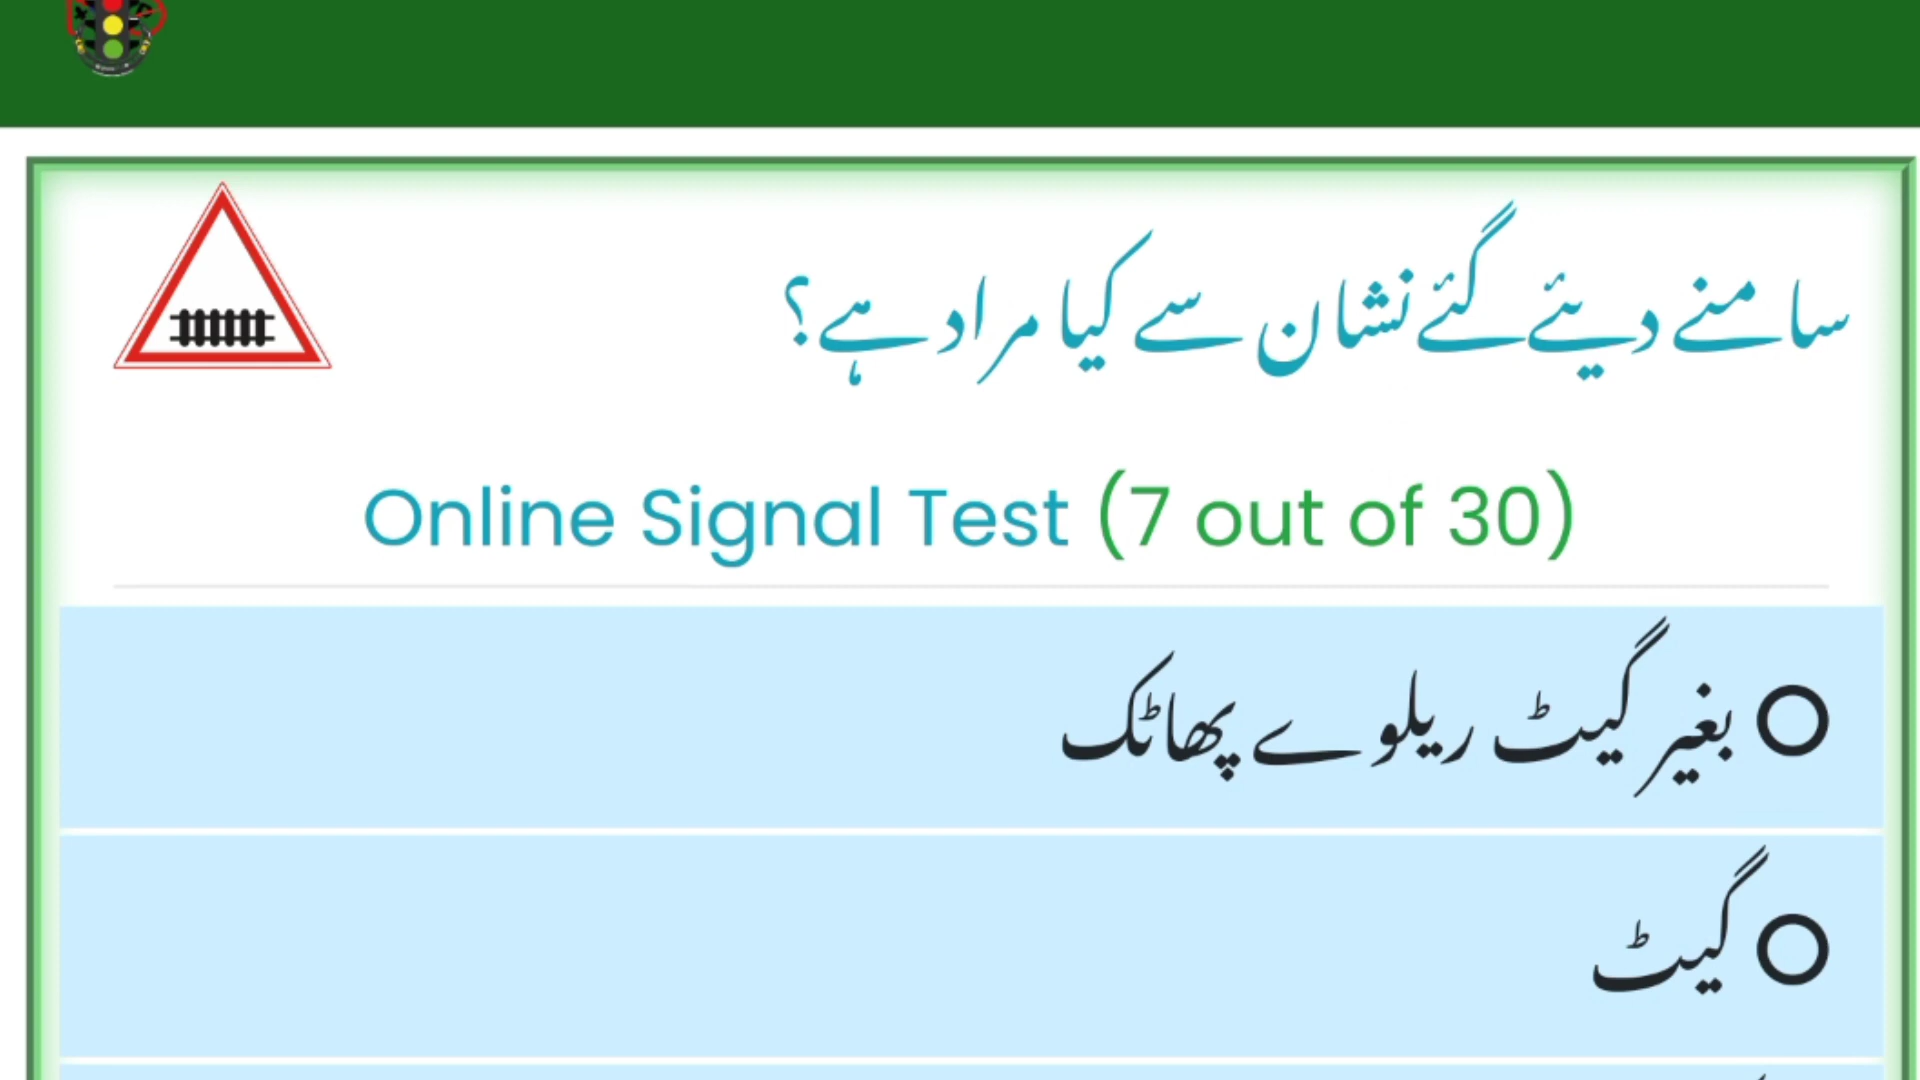 سامنے دیئے گئے نشان سے کیا مراد ہے؟
Online Signal Test (7 out of 30)
بغیر گیٹ ریلوے پھاٹک
گیٹ